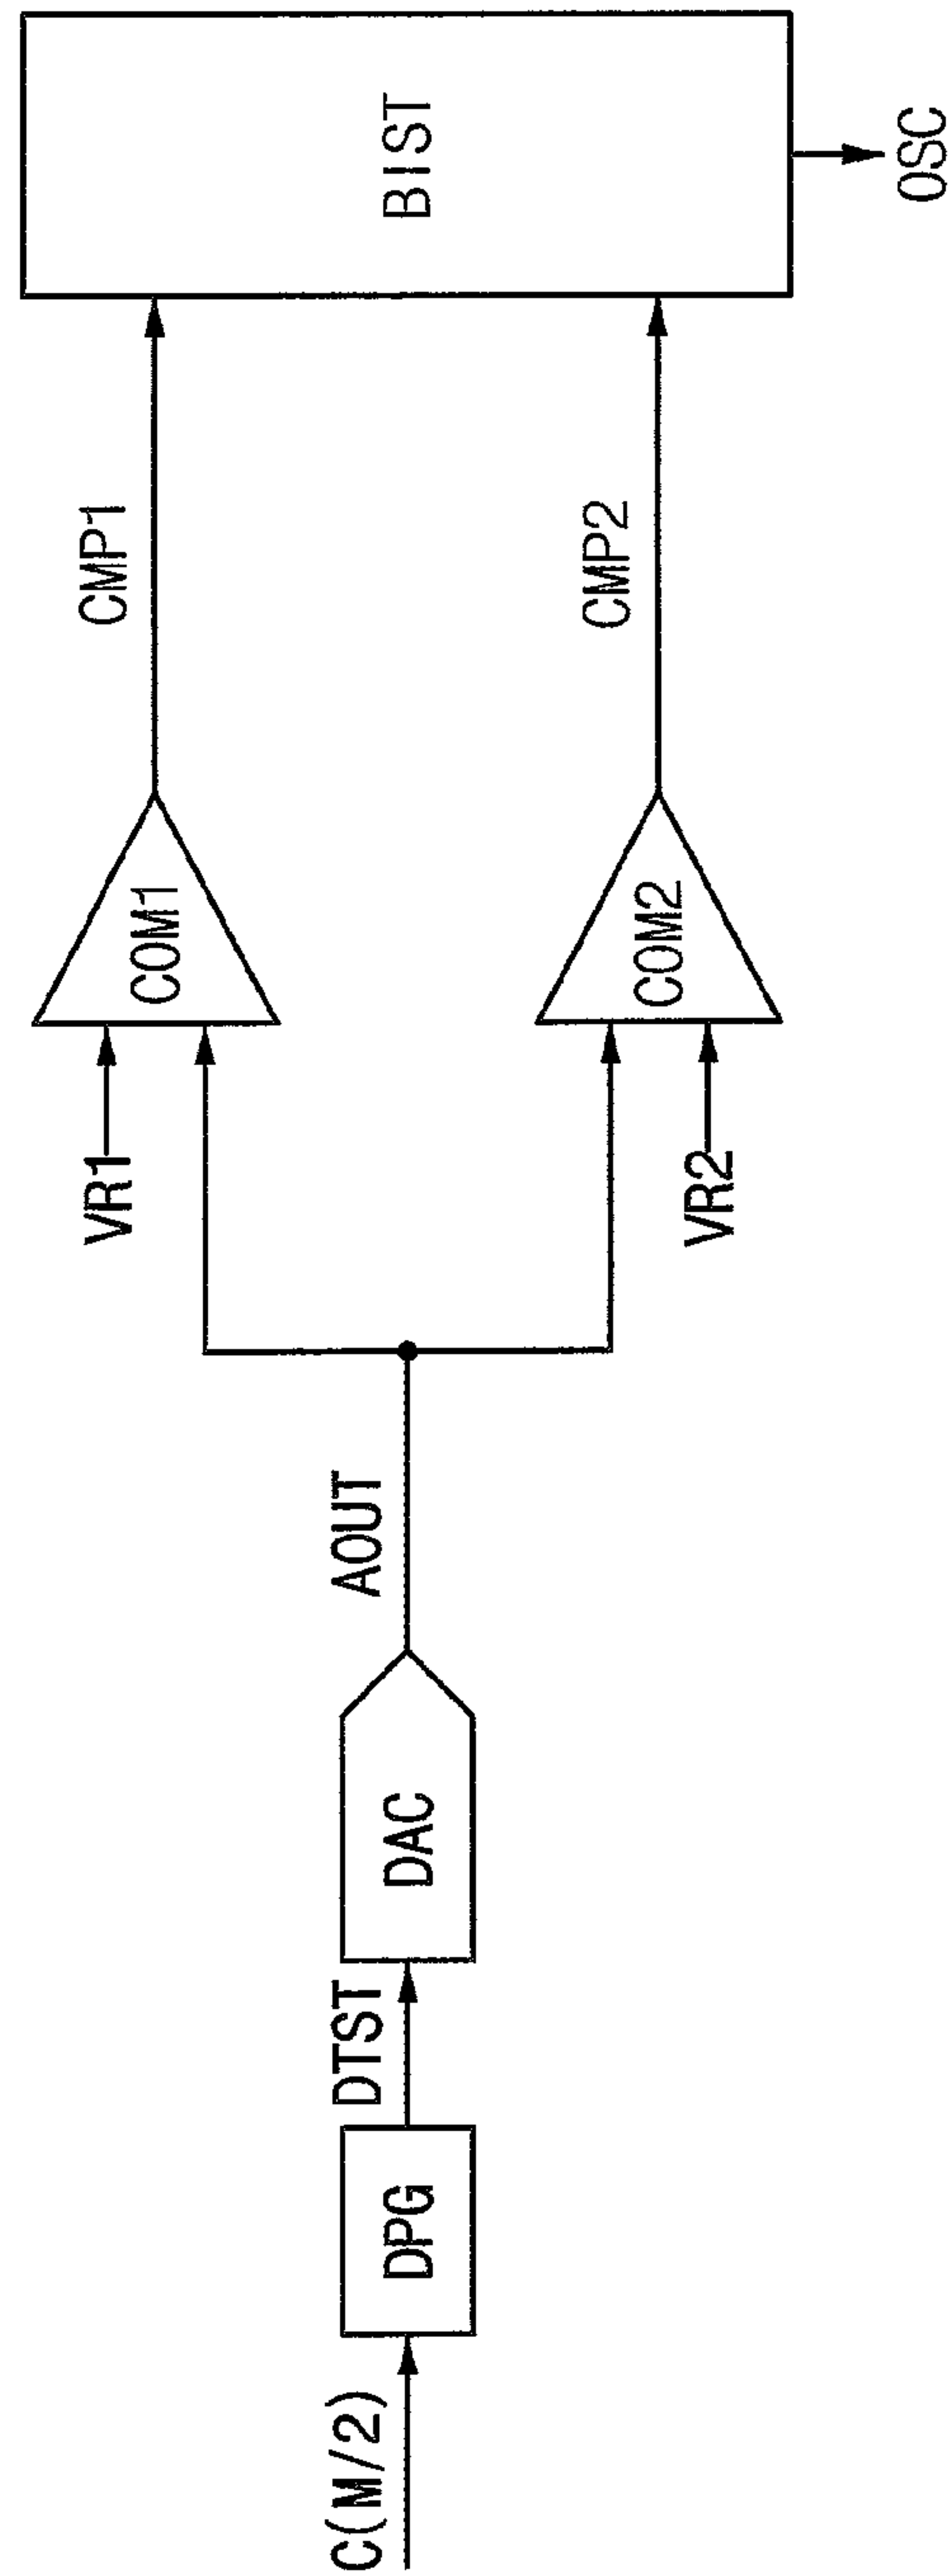 C(M/2)
DPG
DTST
DAC
AOUT
VR1
COM1
CMP1
VR2
COM2
CMP2
BIST
OSC